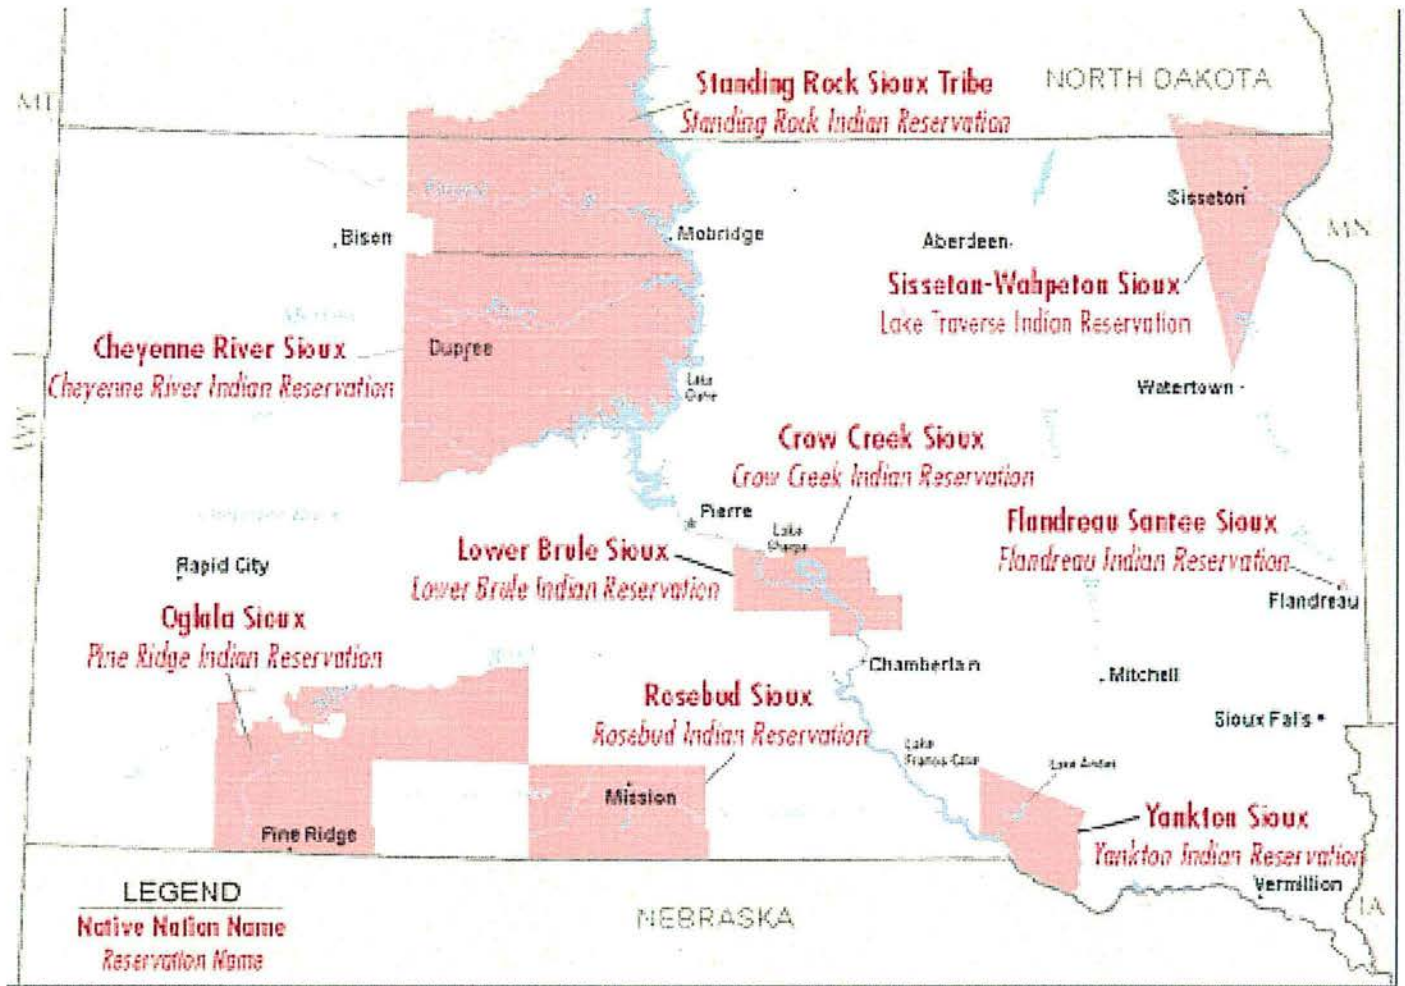 Standing Rock Sioux Tribe
Standing Rock Indian Reservation
NORTH DAKOTA
MT
Sisseton
Bison
Mobridge
Aberdeen
MN
Sisseton-Wahpeton Sioux
Lake Traverse Indian Reservation
Cheyenne River Sioux
Cheyenne River Indian Reservation
Dupree
Lake
Watertown
WY
Crow Creek Sioux
Crow Creek Indian Reservation
Pierre
Lake
Sharpe
Flandreau Santee Sioux
Flandreau Indian Reservation
Flandreau
Lower Brule Sioux
Lower Brule Indian Reservation
Rapid City
Oglala Sioux
Pine Ridge Indian Reservation
Chamberlain
Mitchell
Rosebud Sioux
Rosebud Indian Reservation
Sioux Falls
Lake
Francis Case
Lake Andes
Mission
Pine Ridge
Yankton Sioux
Yankton Indian Reservation
Vermillion
LEGEND
Native Nation Name
Reservation Name
NEBRASKA
IA